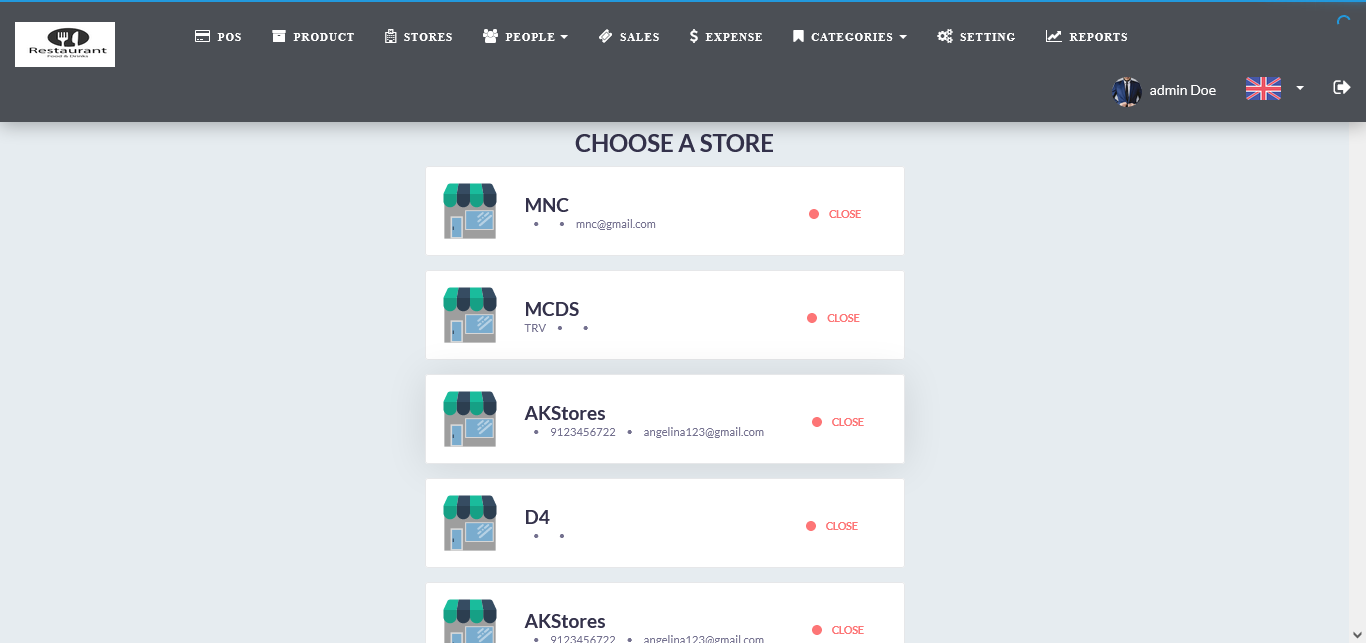 Restaurant
Food & Drinks
POS PRODUCT STORES PEOPLE SALES EXPENSE CATEGORIES SETTING REPORTS
admin Doe
CHOOSE A STORE
MNC
• • mnc@gmail.com
CLOSE
MCDS
TRV • •
CLOSE
AKStores
• 9123456722 • angelina123@gmail.com
CLOSE
D4
• •
CLOSE
AKStores
• 9123456722 • angelina123@gmail.com
CLOSE